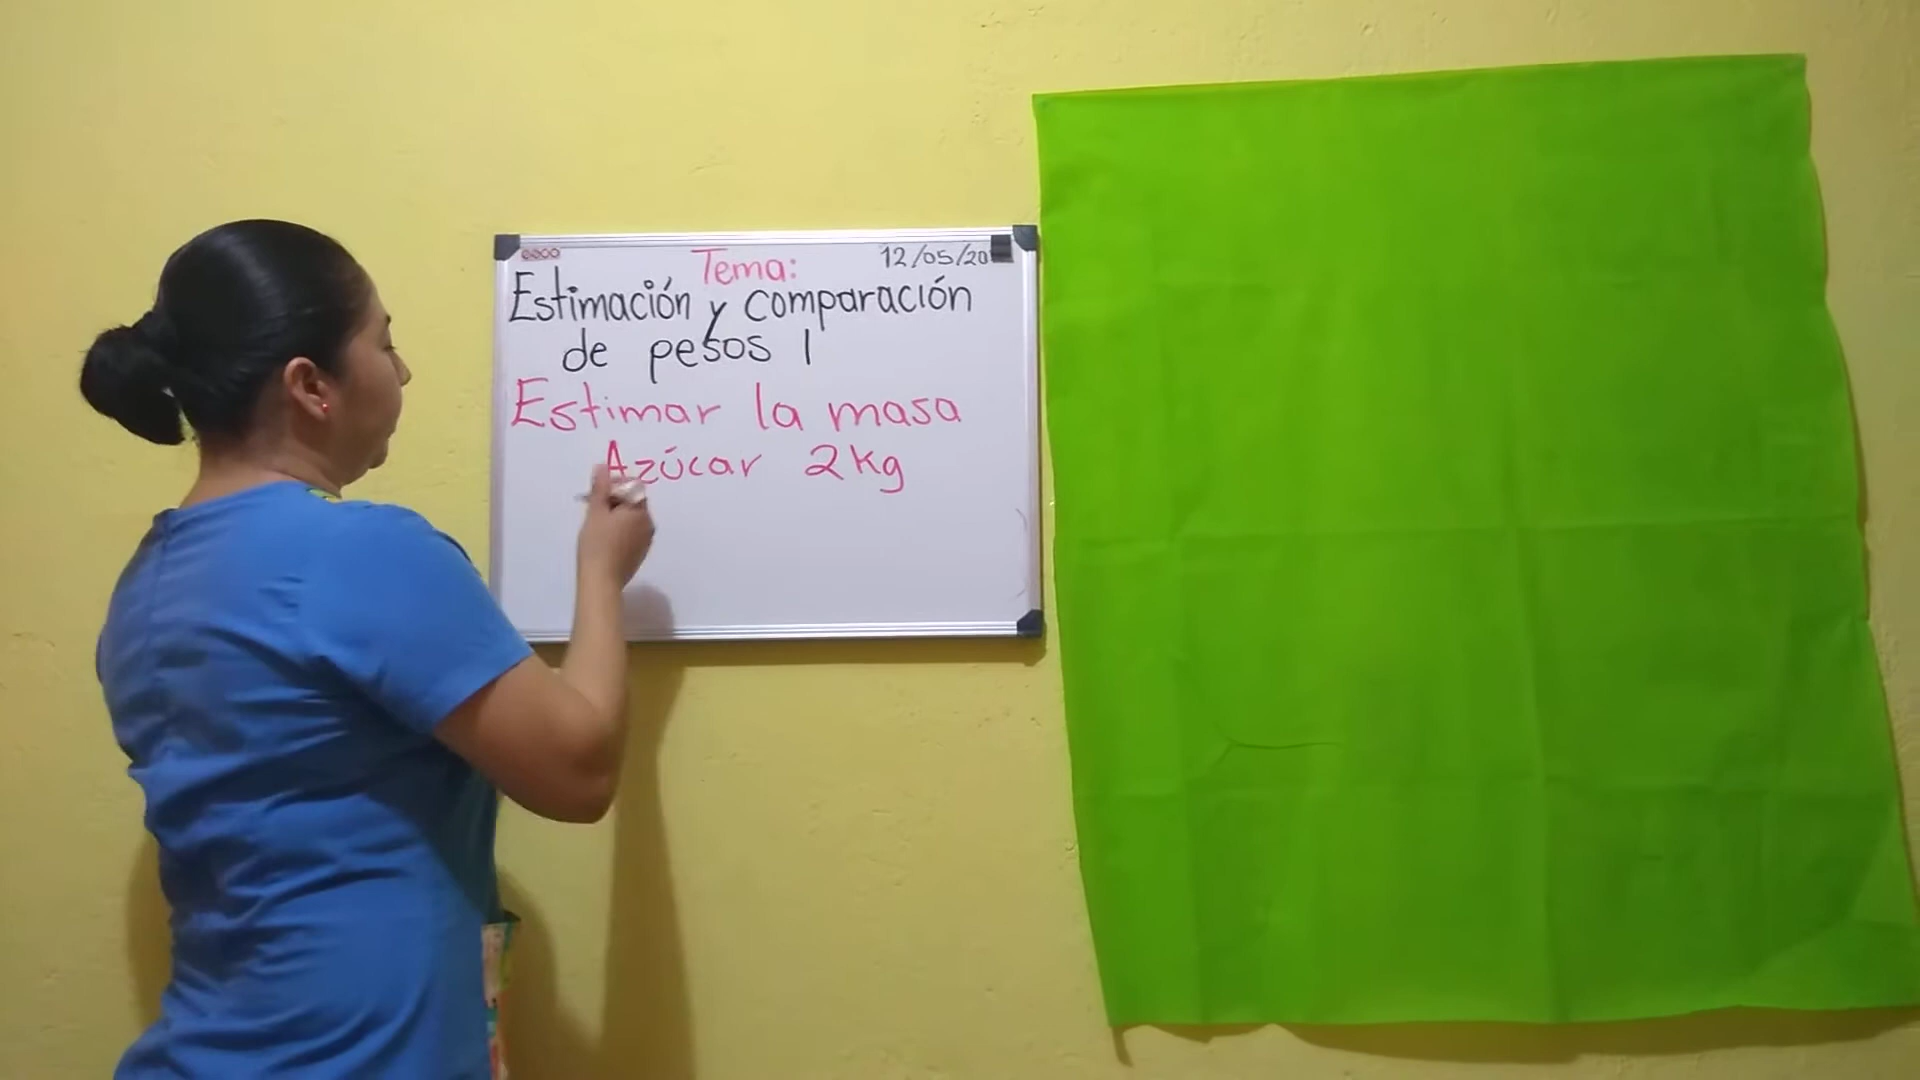 Tema:
12/05/20
Estimación y comparación
de pesos 1
Estimar la masa
Azúcar 2kg